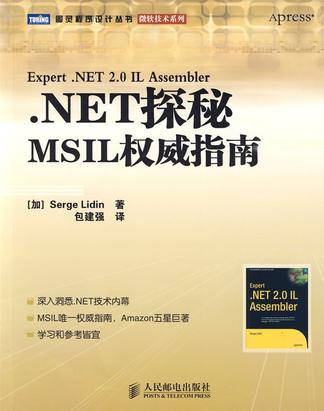 TURING 图灵程序设计丛书 微软技术系列 Apress
Expert .NET 2.0 IL Assembler
.NET探秘
MSIL权威指南
[加] Serge Lidin 著
包建强 译
深入洞悉.NET技术内幕
MSIL唯一权威指南，Amazon五星巨著
学习和参考皆宜
Expert
.NET 2.0 IL
Assembler
Serge Lidin
人民邮电出版社
POSTS & TELECOM PRESS